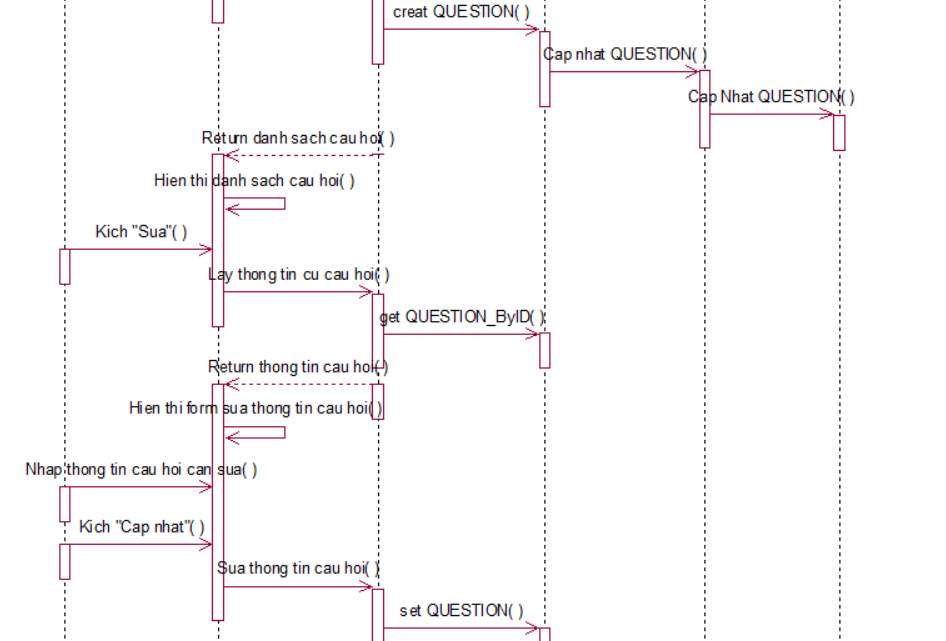 creat QUESTION( )
Cap nhat QUESTION( )
Cap Nhat QUESTION( )
Return danh sach cau hoi( )
Hien thi danh sach cau hoi( )
Kich "Sua"( )
Lay thong tin cu cau hoi( )
get QUESTION_ByID( )
Return thong tin cau hoi( )
Hien thi form sua thong tin cau hoi( )
Nhap thong tin cau hoi can sua( )
Kich "Cap nhat"( )
Sua thong tin cau hoi( )
set QUESTION( )